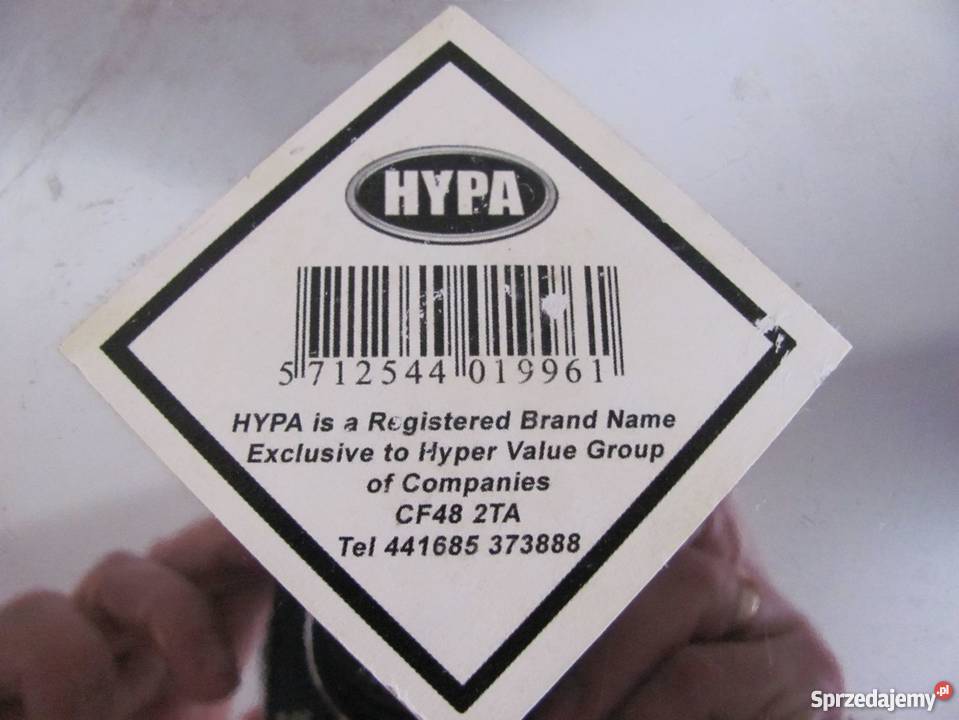 HYPA
5 712544 019961
HYPA is a Registered Brand Name
Exclusive to Hyper Value Group
of Companies
CF48 2TA
Tel 441685 373888
Sprzedajemy.pl